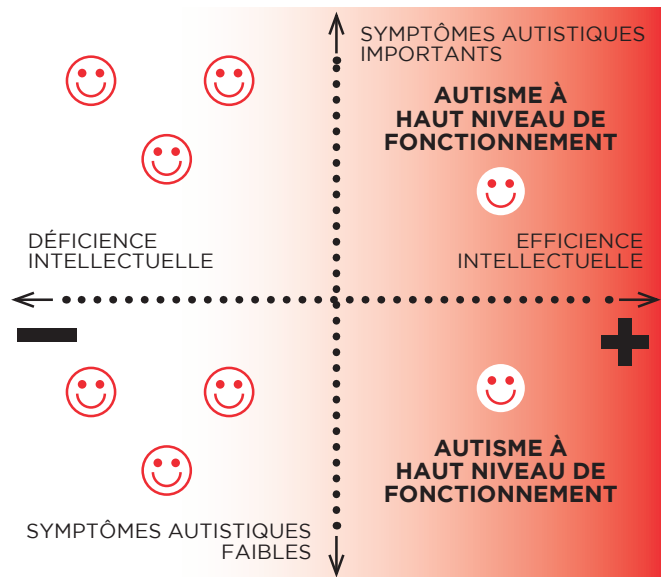 SYMPTÔMES AUTISTIQUES
IMPORTANTS
AUTISME À
HAUT NIVEAU DE
FONCTIONNEMENT
DÉFICIENCE
INTELLECTUELLE
EFFICIENCE
INTELLECTUELLE
AUTISME À
HAUT NIVEAU DE
FONCTIONNEMENT
SYMPTÔMES AUTISTIQUES
FAIBLES